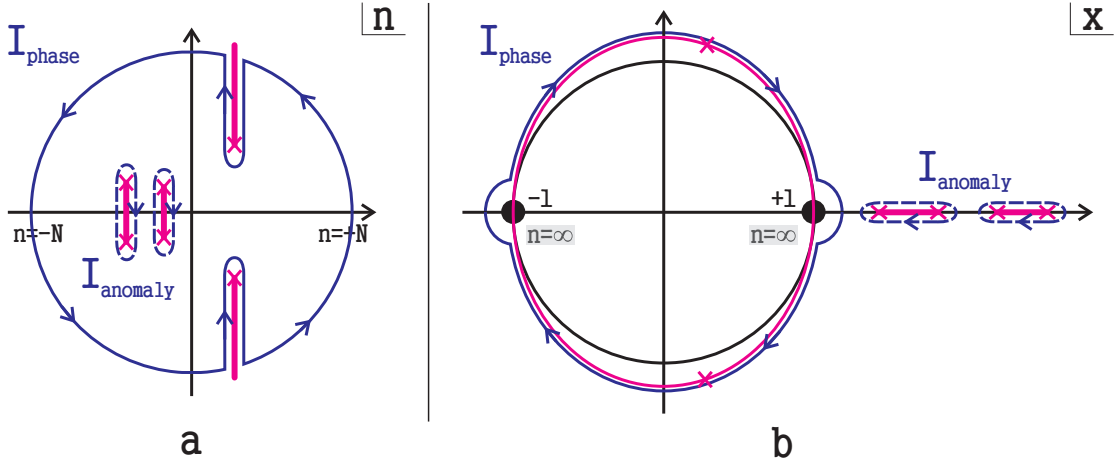 n
I_phase
n=-N
n=+N
I_anomaly
a
x
I_phase
-1
+1
n=∞
n=∞
I_anomaly
b